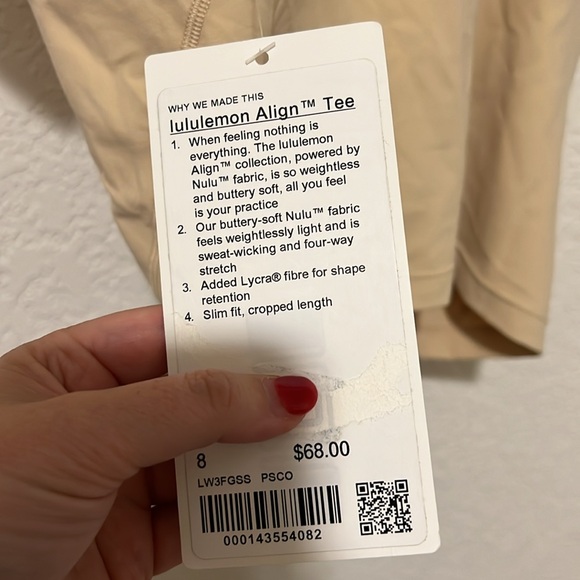 WHY WE MADE THIS
lululemon Align™ Tee
1. When feeling nothing is
everything. The lululemon
Align™ collection, powered by
Nulu™ fabric, is so weightless
and buttery soft, all you feel
is your practice
2. Our buttery-soft Nulu™ fabric
feels weightlessly light and is
sweat-wicking and four-way
stretch
3. Added Lycra® fibre for shape
retention
4. Slim fit, cropped length
8 $68.00
LW3FGSS PSCO
000143554082